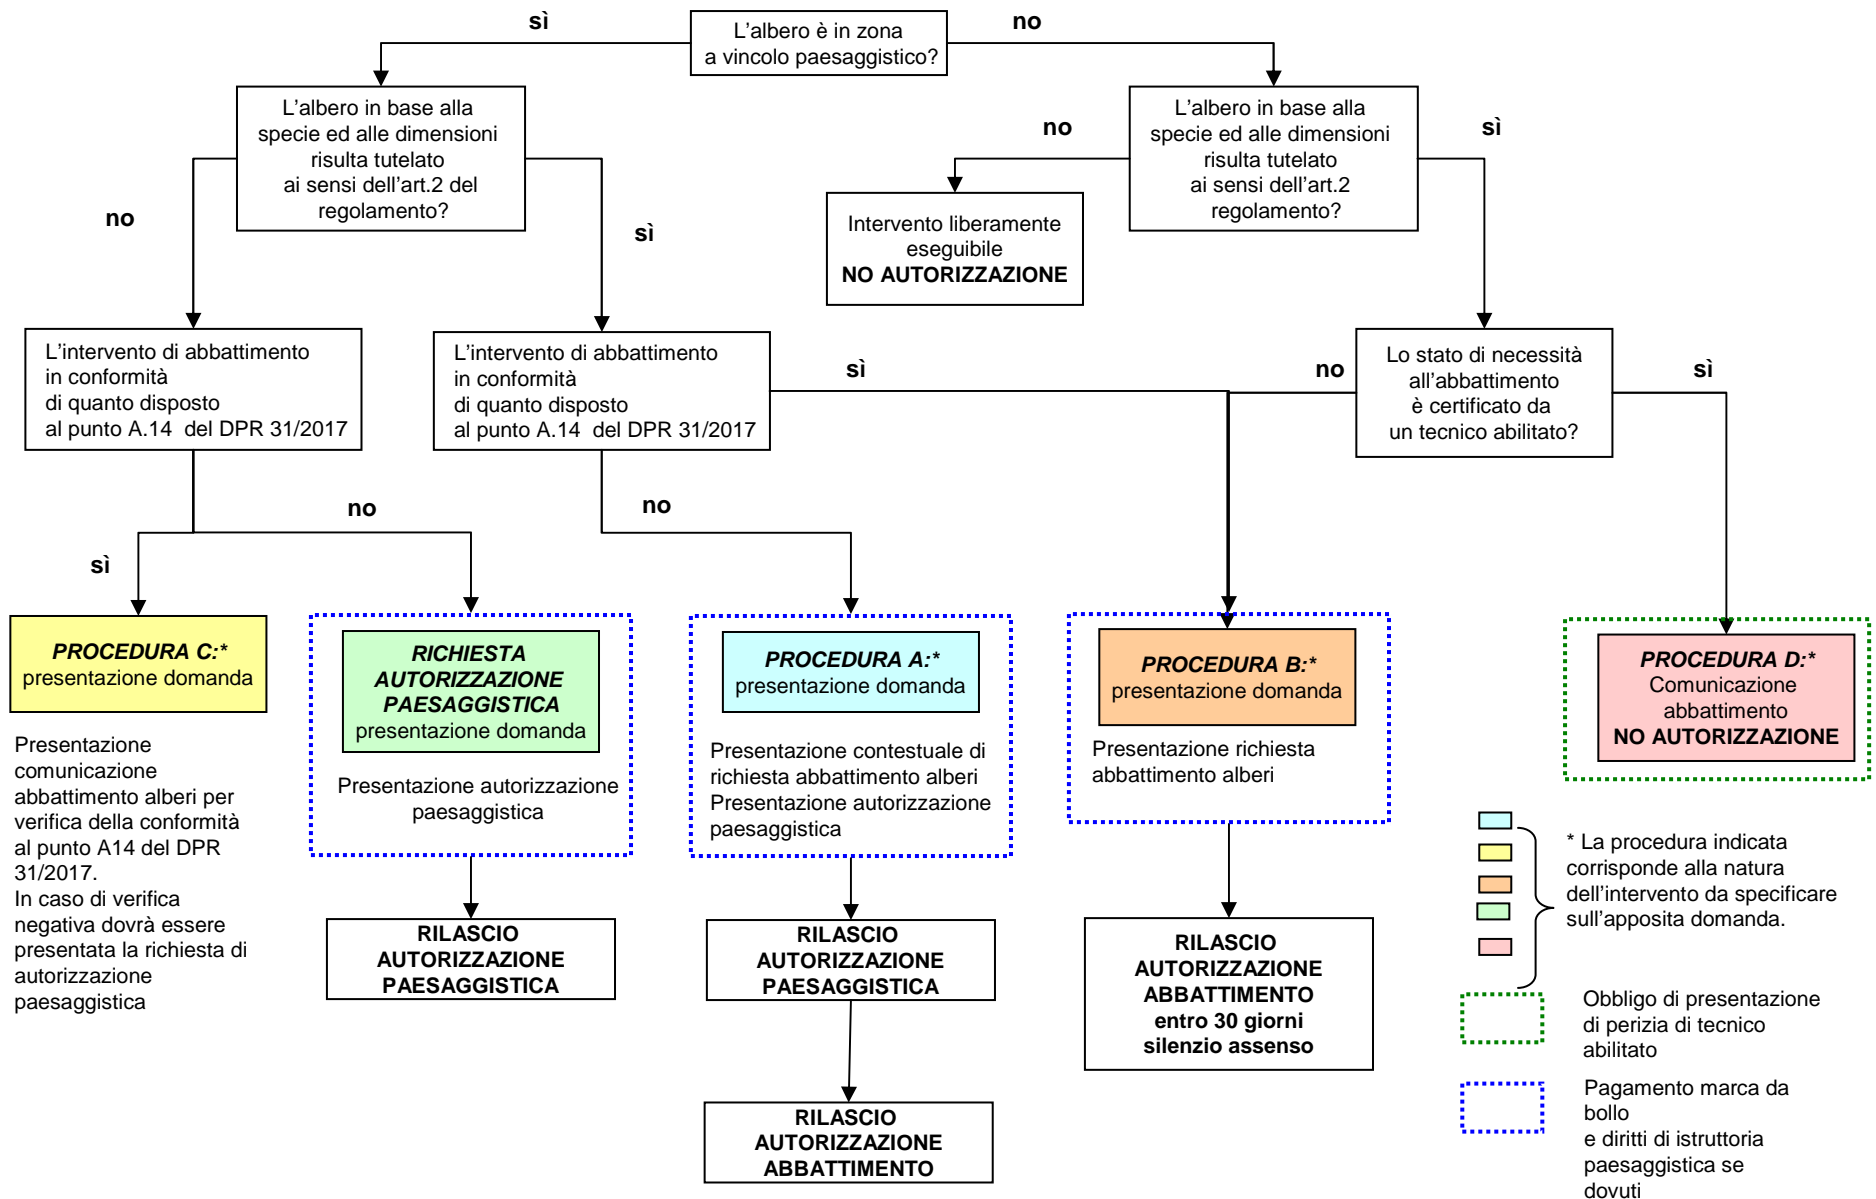 sì
L'albero è in zona
a vincolo paesaggistico?
no
L'albero in base alla
specie ed alle dimensioni
risulta tutelato
ai sensi dell'art.2 del
regolamento?
no
sì
L'albero in base alla
specie ed alle dimensioni
risulta tutelato
ai sensi dell'art.2
regolamento?
no
sì
Intervento liberamente
eseguibile
NO AUTORIZZAZIONE
L'intervento di abbattimento
in conformità
di quanto disposto
al punto A.14  del DPR 31/2017
L'intervento di abbattimento
in conformità
di quanto disposto
al punto A.14  del DPR 31/2017
sì
no
Lo stato di necessità
all'abbattimento
è certificato da
un tecnico abilitato?
sì
no
no
sì
PROCEDURA C:*
presentazione domanda
Presentazione
comunicazione
abbattimento alberi per
verifica della conformità
al punto A14 del DPR
31/2017.
In caso di verifica
negativa dovrà essere
presentata la richiesta di
autorizzazione
paesaggistica
RICHIESTA
AUTORIZZAZIONE
PAESAGGISTICA
presentazione domanda
Presentazione autorizzazione
paesaggistica
RILASCIO
AUTORIZZAZIONE
PAESAGGISTICA
PROCEDURA A:*
presentazione domanda
Presentazione contestuale di
richiesta abbattimento alberi
Presentazione autorizzazione
paesaggistica
RILASCIO
AUTORIZZAZIONE
PAESAGGISTICA
RILASCIO
AUTORIZZAZIONE
ABBATTIMENTO
PROCEDURA B:*
presentazione domanda
Presentazione richiesta
abbattimento alberi
RILASCIO
AUTORIZZAZIONE
ABBATTIMENTO
entro 30 giorni
silenzio assenso
PROCEDURA D:*
Comunicazione
abbattimento
NO AUTORIZZAZIONE
* La procedura indicata
corrisponde alla natura
dell'intervento da specificare
sull'apposita domanda.
Obbligo di presentazione
di perizia di tecnico
abilitato
Pagamento marca da
bollo
e diritti di istruttoria
paesaggistica se
dovuti